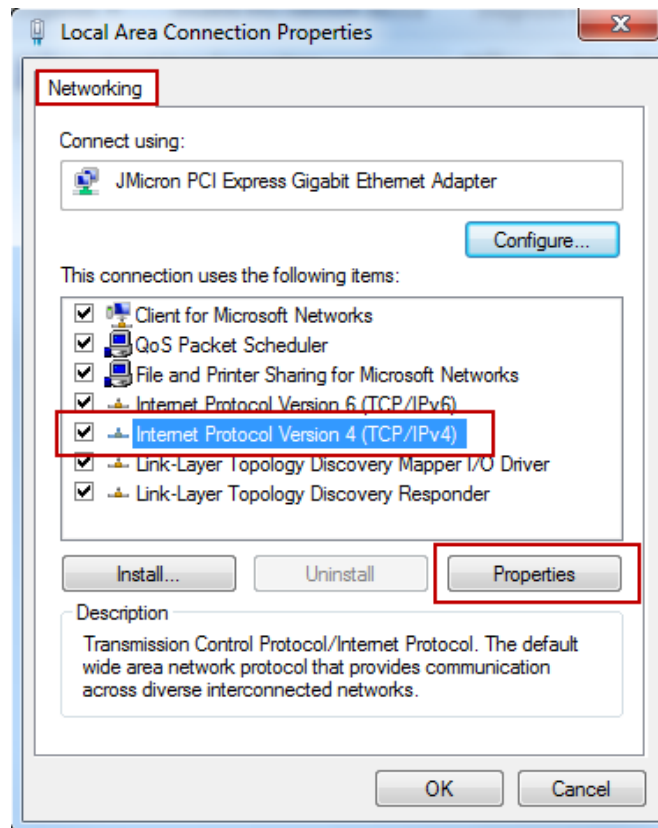 Local Area Connection Properties
Networking
Connect using:
JMicron PCI Express Gigabit Ethernet Adapter
Configure...
This connection uses the following items:
Client for Microsoft Networks
QoS Packet Scheduler
File and Printer Sharing for Microsoft Networks
Internet Protocol Version 6 (TCP/IPv6)
Internet Protocol Version 4 (TCP/IPv4)
Link-Layer Topology Discovery Mapper I/O Driver
Link-Layer Topology Discovery Responder
Install... Uninstall Properties
Description
Transmission Control Protocol/Internet Protocol. The default
wide area network protocol that provides communication
across diverse interconnected networks.
OK Cancel